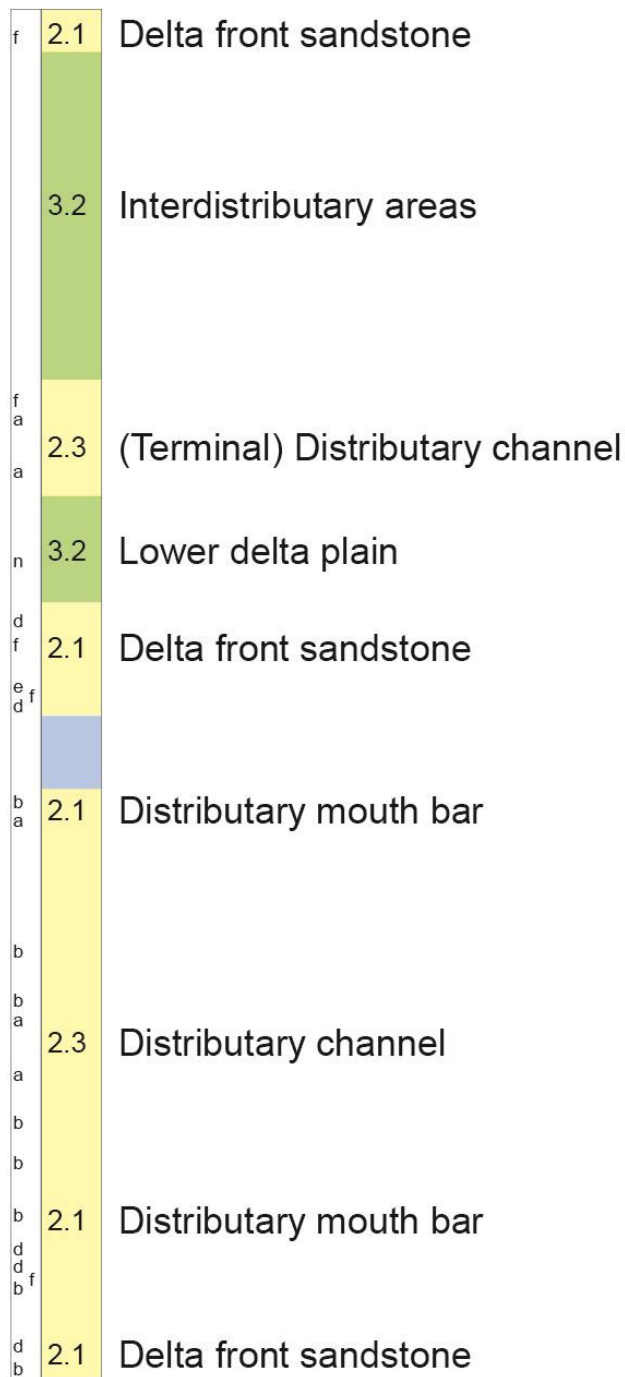 f 2.1 Delta front sandstone
3.2 Interdistributary areas
f
a
2.3 (Terminal) Distributary channel
a
3.2 Lower delta plain
n
d
f 2.1 Delta front sandstone
e f
d
b
2.1 Distributary mouth bar
a
b
b
a
2.3 Distributary channel
a
b
b
b 2.1 Distributary mouth bar
d
d f
b
d
2.1 Delta front sandstone
b